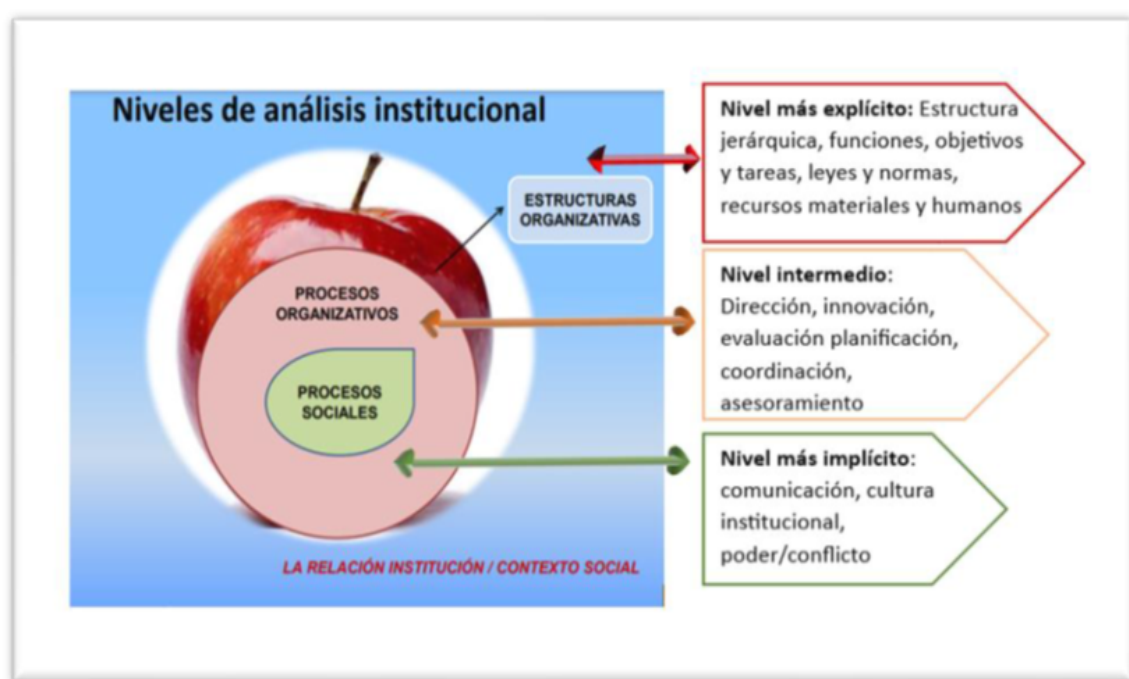 Niveles de análisis institucional
ESTRUCTURAS
ORGANIZATIVAS
PROCESOS
ORGANIZATIVOS
PROCESOS
SOCIALES
LA RELACIÓN INSTITUCIÓN / CONTEXTO SOCIAL
Nivel más explícito: Estructura
jerárquica, funciones, objetivos
y tareas, leyes y normas,
recursos materiales y humanos
Nivel intermedio:
Dirección, innovación,
evaluación planificación,
coordinación,
asesoramiento
Nivel más implícito:
comunicación, cultura
institucional,
poder/conflicto